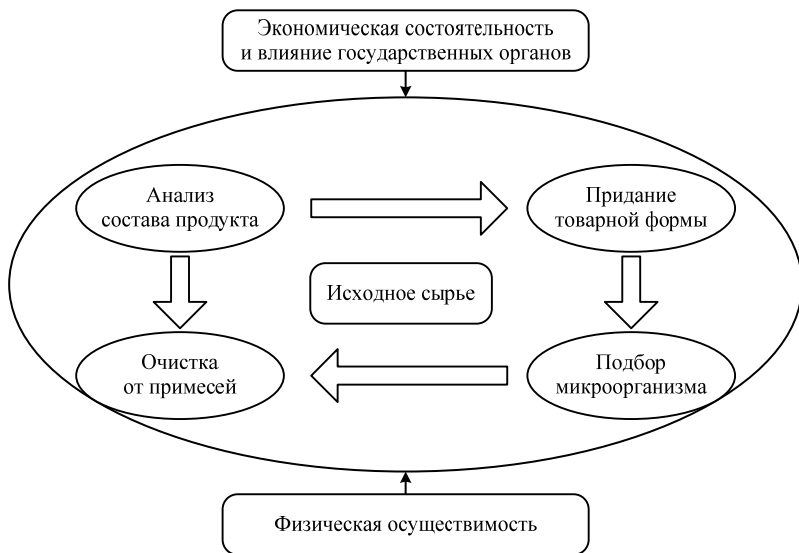 Экономическая состоятельность
и влияние государственных органов
Анализ
состава продукта
Придание
товарной формы
Исходное сырье
Очистка
от примесей
Подбор
микроорганизма
Физическая осуществимость